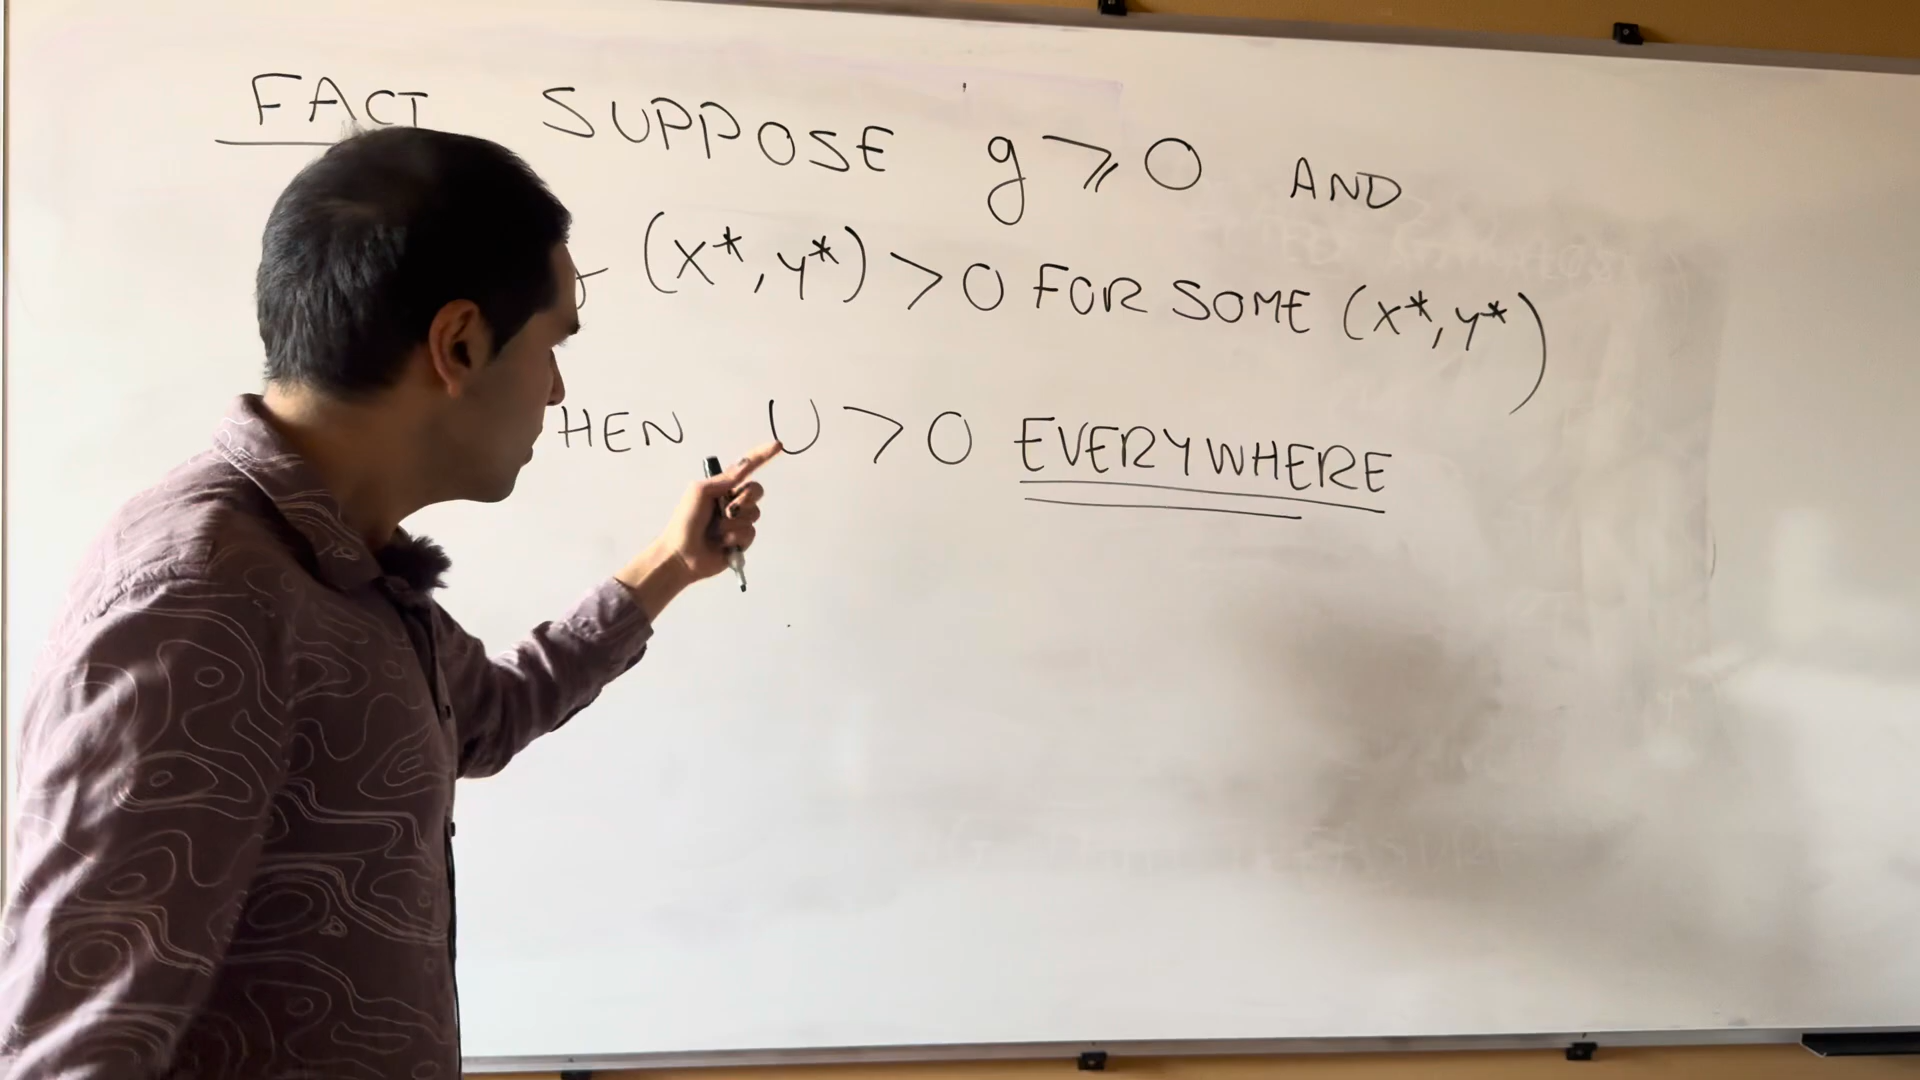 FACT SUPPOSE g ⩾ 0 AND
(x*, y*) > 0 FOR SOME (x*, y*)
HEN U > 0 EVERYWHERE